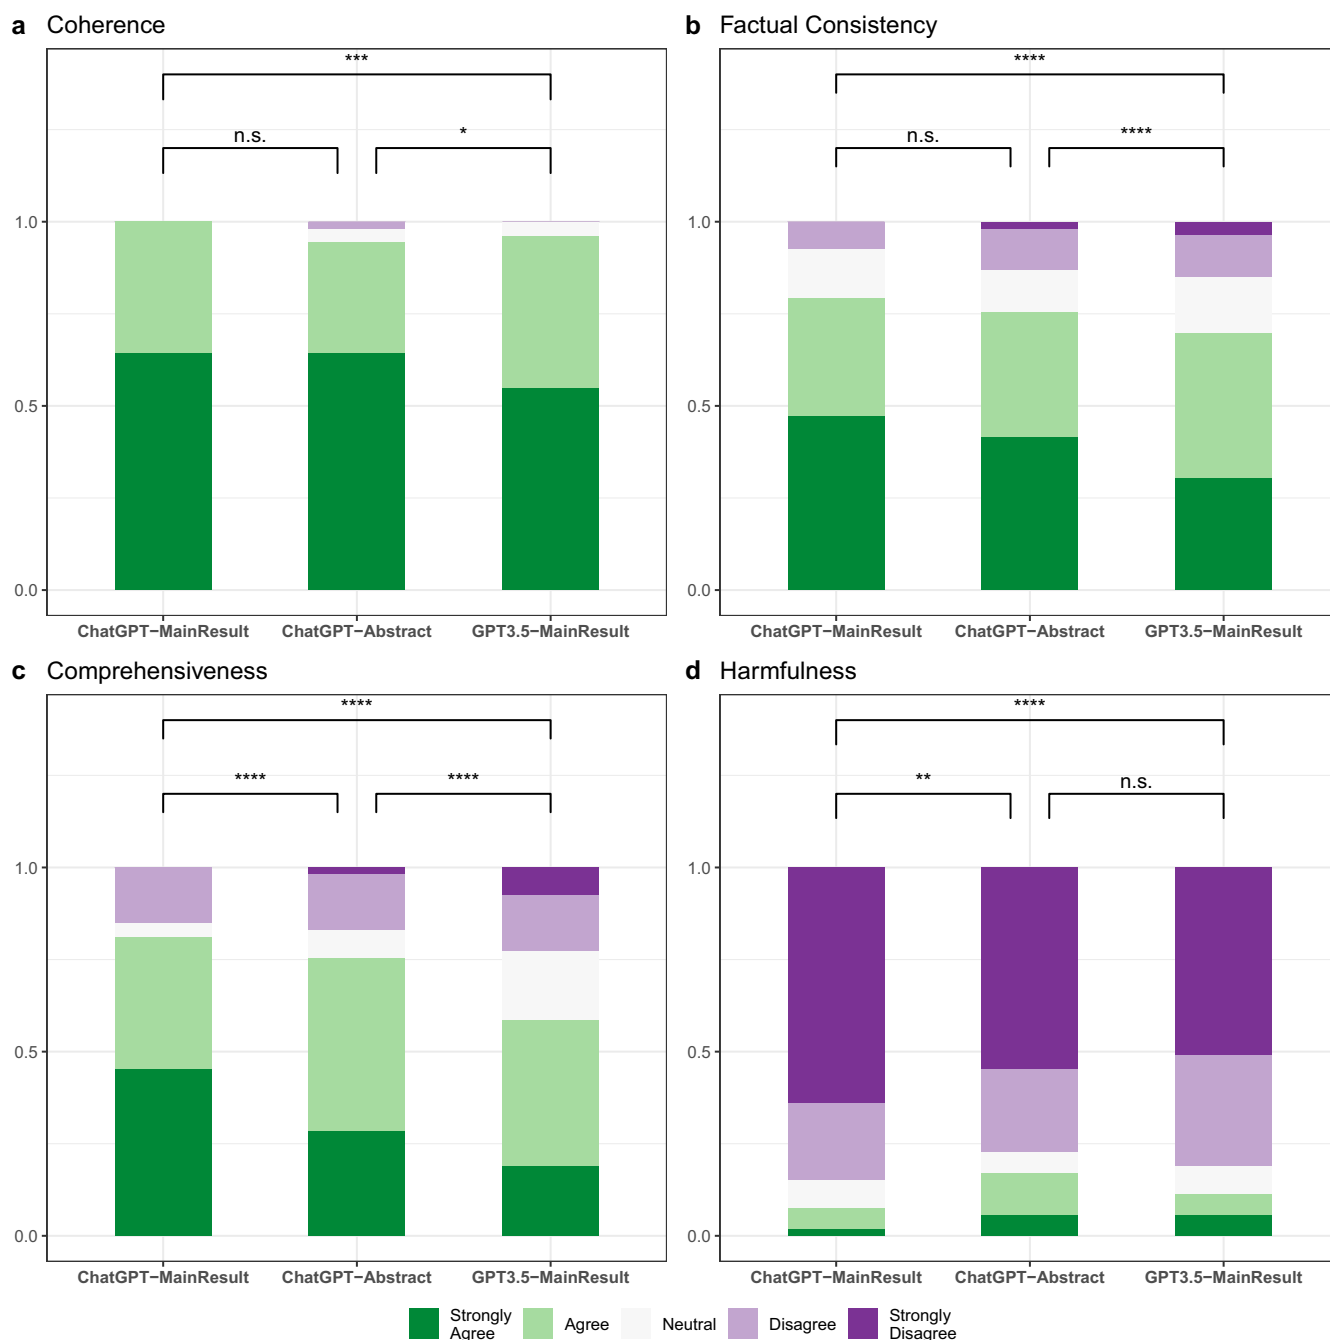 a Coherence
***
n.s.
*
1.0
0.5
0.0
ChatGPT−MainResult ChatGPT−Abstract GPT3.5−MainResult
b Factual Consistency
****
n.s.
****
1.0
0.5
0.0
ChatGPT−MainResult ChatGPT−Abstract GPT3.5−MainResult
c Comprehensiveness
****
****
****
1.0
0.5
0.0
ChatGPT−MainResult ChatGPT−Abstract GPT3.5−MainResult
d Harmfulness
****
**
n.s.
1.0
0.5
0.0
ChatGPT−MainResult ChatGPT−Abstract GPT3.5−MainResult
Strongly
Agree
Agree
Neutral
Disagree
Strongly
Disagree